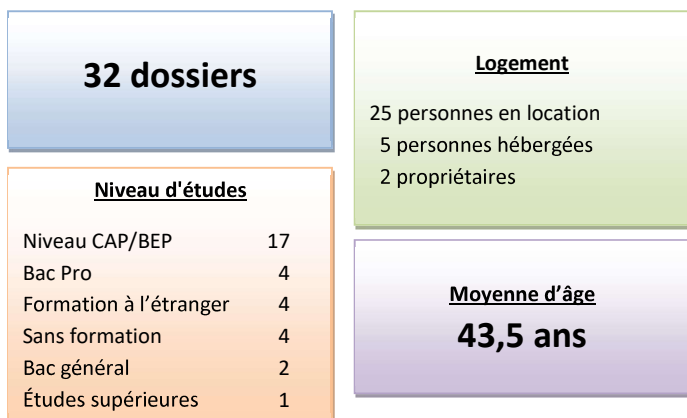 32 dossiers
Niveau d'études
Niveau CAP/BEP 17
Bac Pro 4
Formation à l’étranger 4
Sans formation 4
Bac général 2
Études supérieures 1
Logement
25 personnes en location
5 personnes hébergées
2 propriétaires
Moyenne d’âge
43,5 ans